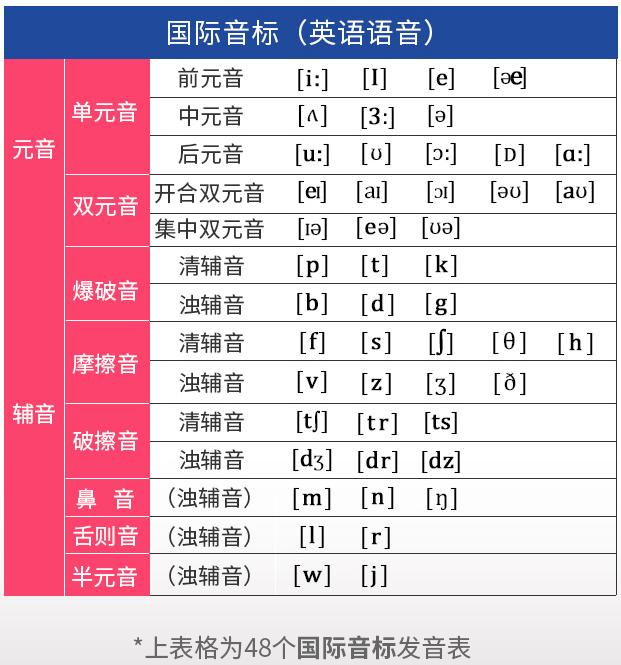 国际音标（英语语音）
元音
单元音
前元音 [i:] [I] [e] [əe]
中元音 [ʌ] [3:] [ə]
后元音 [u:] [ʊ] [ɔ:] [ɒ] [ɑ:]
双元音
开合双元音 [eɪ] [aɪ] [ɔɪ] [əʊ] [aʊ]
集中双元音 [ɪə] [eə] [ʊə]
辅音
爆破音
清辅音 [p] [t] [k]
浊辅音 [b] [d] [g]
摩擦音
清辅音 [f] [s] [ʃ] [θ] [h]
浊辅音 [v] [z] [ʒ] [ð]
破擦音
清辅音 [tʃ] [tr] [ts]
浊辅音 [dʒ] [dr] [dz]
鼻 音 （浊辅音） [m] [n] [ŋ]
舌则音 （浊辅音） [l] [r]
半元音 （浊辅音） [w] [j]
*上表格为48个国际音标发音表